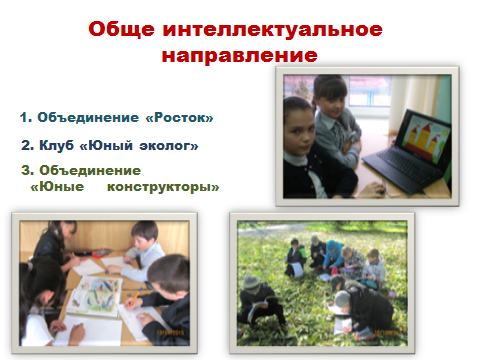 Обще интеллектуальное
направление
1. Объединение «Росток»
2. Клуб «Юный эколог»
3. Объединение
«Юные конструкторы»